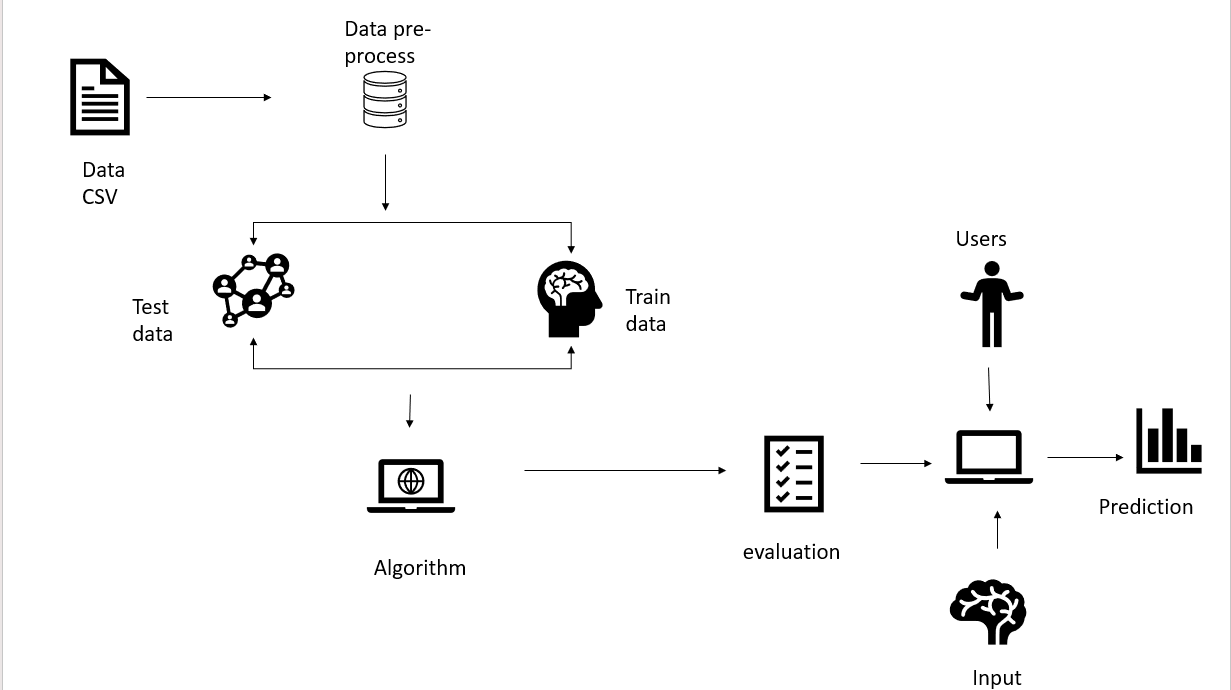 Data pre-
process
Data
CSV
Users
Test
data
Train
data
Prediction
evaluation
Algorithm
Input